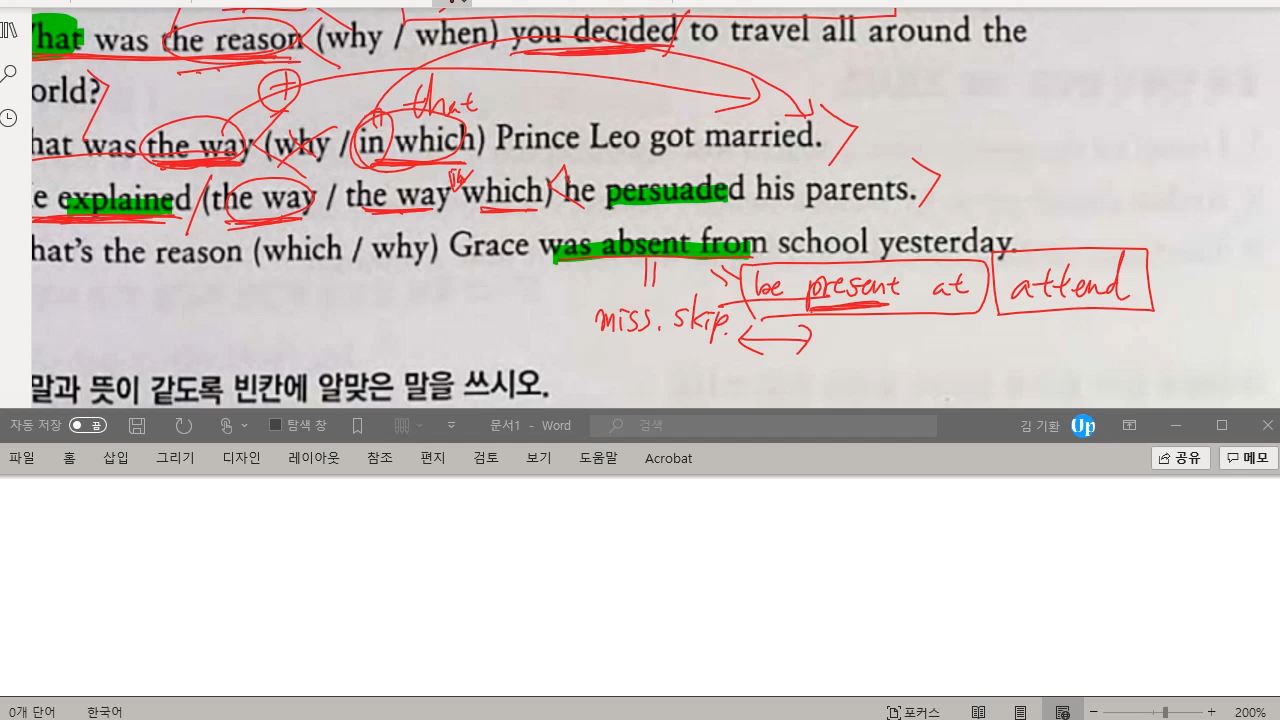 hat was the reason (why / when) you decided to travel all around the
orld?
that
hat was the way (why / in which) Prince Leo got married.
e explained (the way / the way which) he persuaded his parents.
in
hat's the reason (which / why) Grace was absent from school yesterday.
be present at attend
miss. skip.
말과 뜻이 같도록 빈칸에 알맞은 말을 쓰시오.
자동 저장 끔 탐색 창 문서1 - Word 검색 김 기환 Up
파일 홈 삽입 그리기 디자인 레이아웃 참조 편지 검토 보기 도움말 Acrobat 공유 메모
0개 단어 한국어 포커스 200%